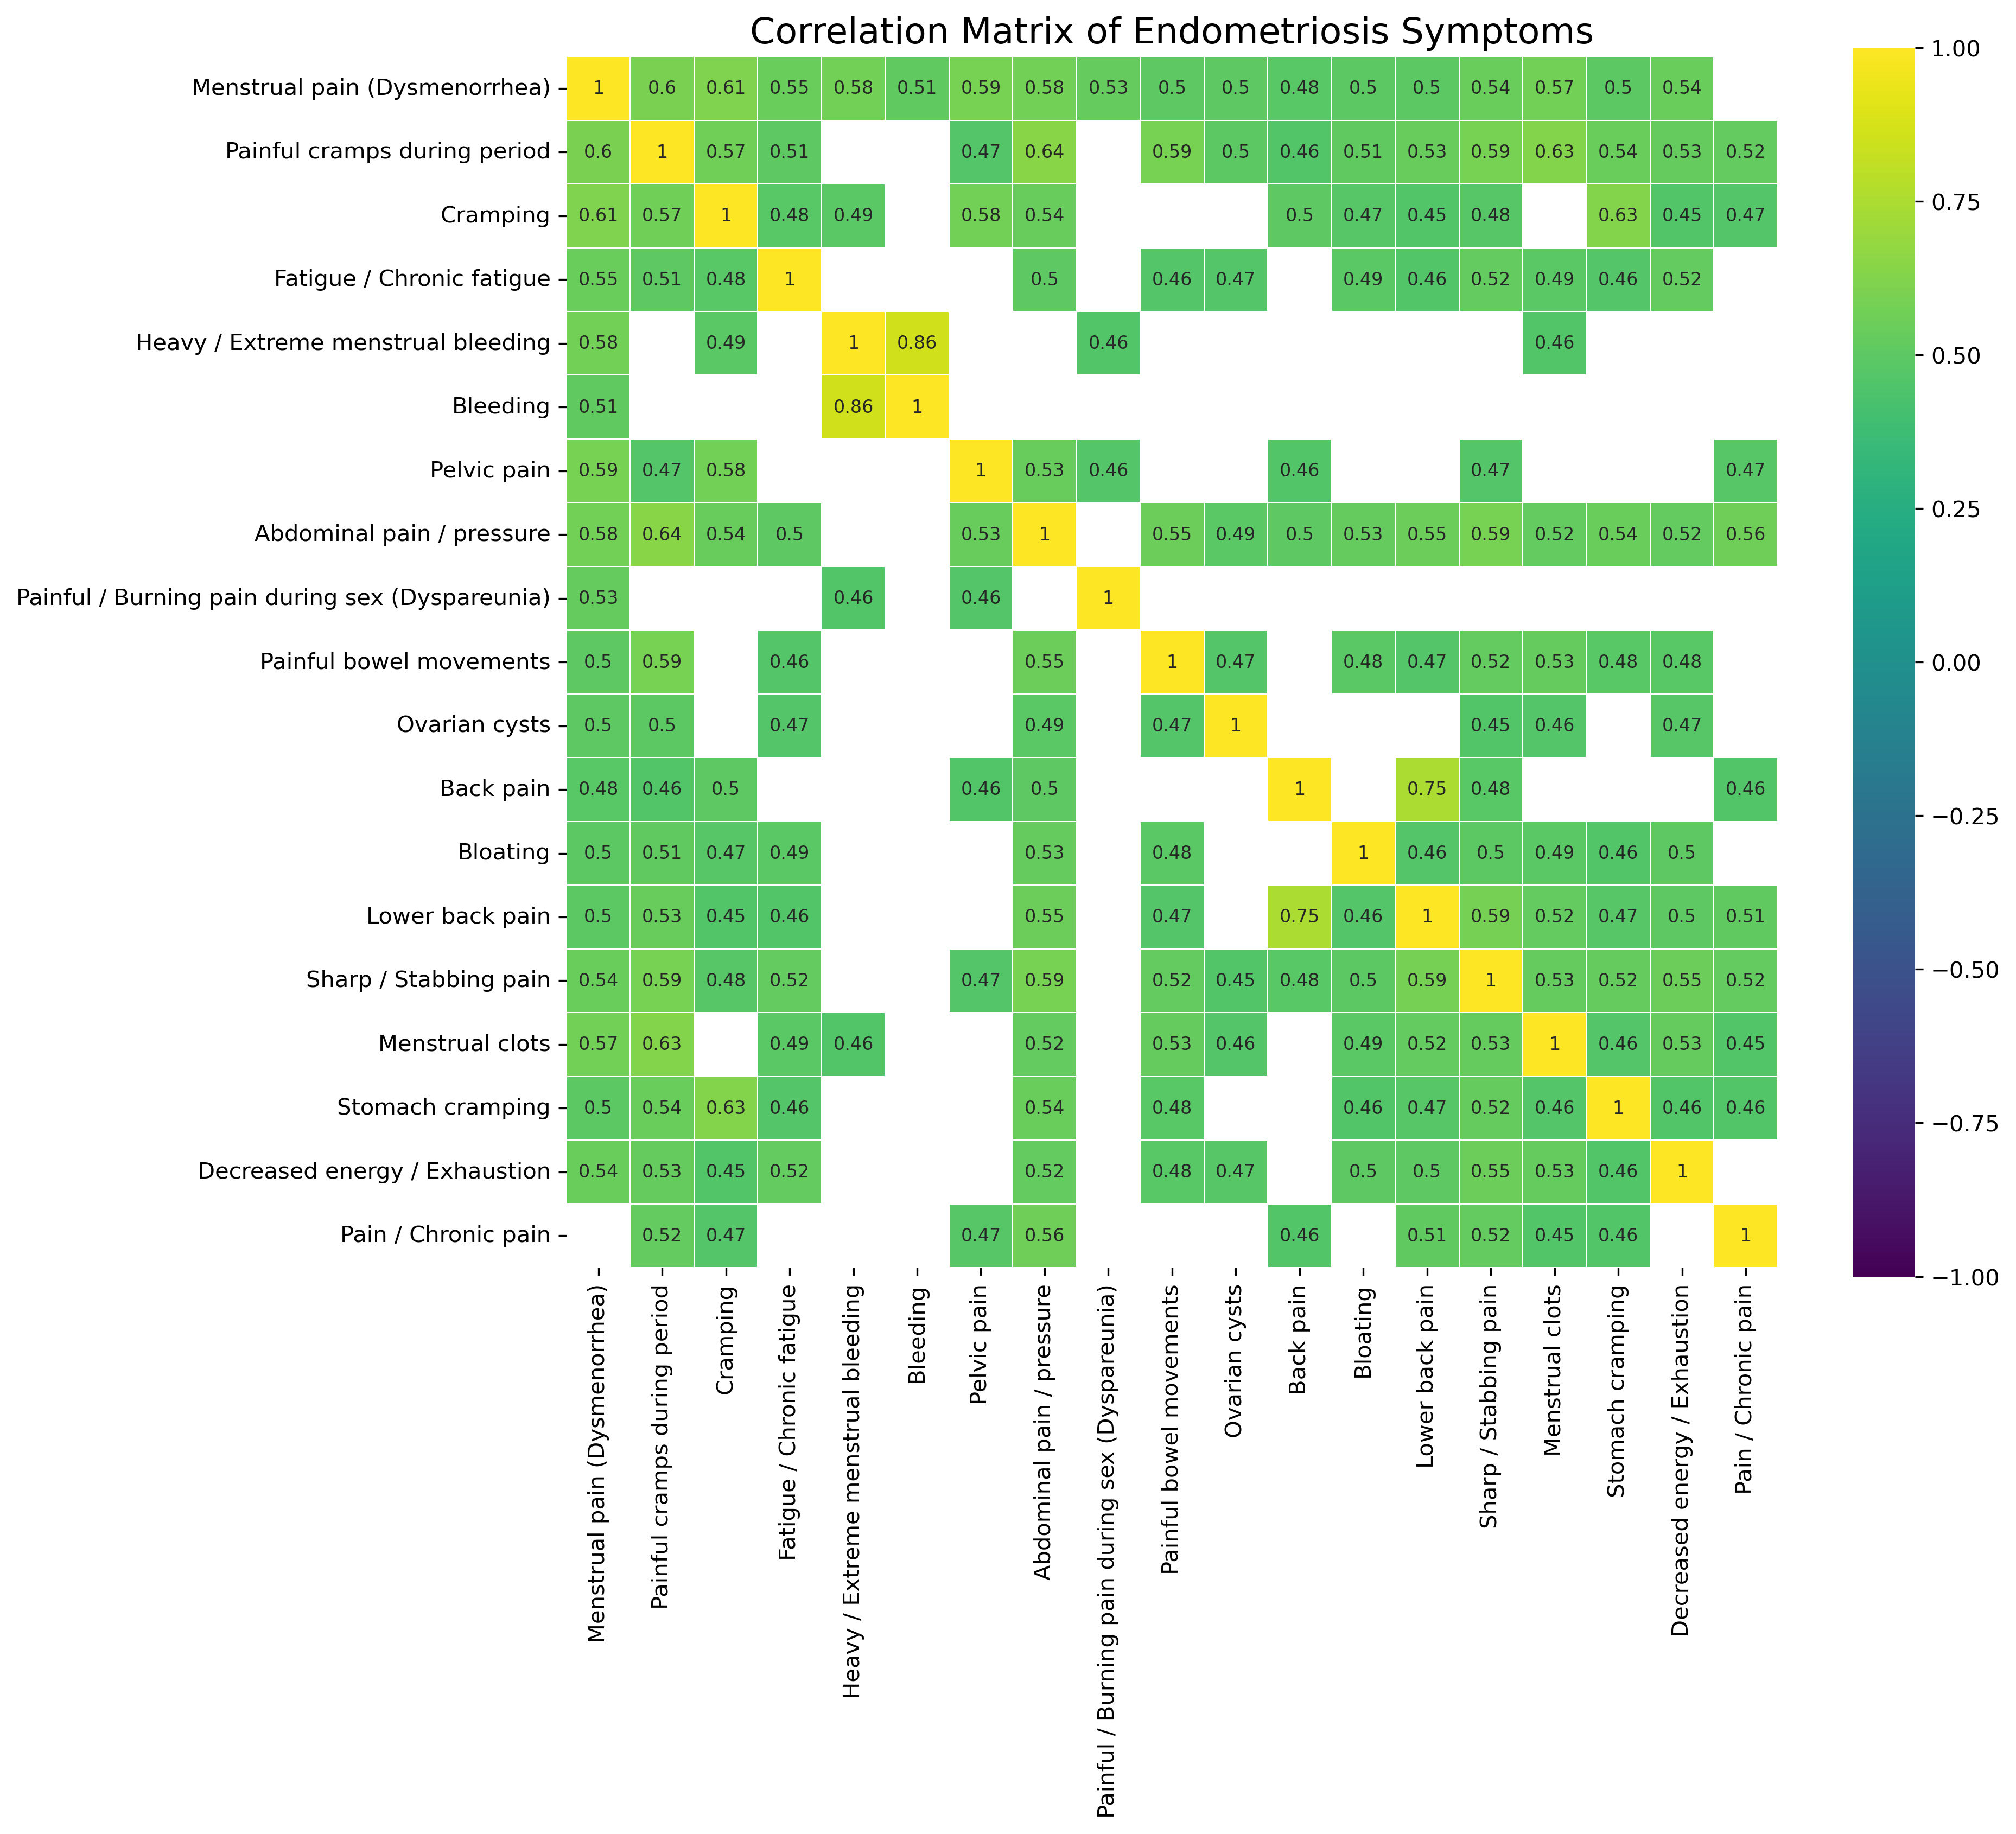 Correlation Matrix of Endometriosis Symptoms
Menstrual pain (Dysmenorrhea) 1 0.6 0.61 0.55 0.58 0.51 0.59 0.58 0.53 0.5 0.5 0.48 0.5 0.5 0.54 0.57 0.5 0.54
Painful cramps during period 0.6 1 0.57 0.51 0.47 0.64 0.59 0.5 0.46 0.51 0.53 0.59 0.63 0.54 0.53 0.52
Cramping 0.61 0.57 1 0.48 0.49 0.58 0.54 0.5 0.47 0.45 0.48 0.63 0.45 0.47
Fatigue / Chronic fatigue 0.55 0.51 0.48 1 0.5 0.46 0.47 0.49 0.46 0.52 0.49 0.46 0.52
Heavy / Extreme menstrual bleeding 0.58 0.49 1 0.86 0.46 0.46
Bleeding 0.51 0.86 1
Pelvic pain 0.59 0.47 0.58 1 0.53 0.46 0.46 0.47 0.47
Abdominal pain / pressure 0.58 0.64 0.54 0.5 0.53 1 0.55 0.49 0.5 0.53 0.55 0.59 0.52 0.54 0.52 0.56
Painful / Burning pain during sex (Dyspareunia) 0.53 0.46 0.46 1
Painful bowel movements 0.5 0.59 0.46 0.55 1 0.47 0.48 0.47 0.52 0.53 0.48 0.48
Ovarian cysts 0.5 0.5 0.47 0.49 0.47 1 0.45 0.46 0.47
Back pain 0.48 0.46 0.5 0.46 0.5 1 0.75 0.48 0.46
Bloating 0.5 0.51 0.47 0.49 0.53 0.48 1 0.46 0.5 0.49 0.46 0.5
Lower back pain 0.5 0.53 0.45 0.46 0.55 0.47 0.75 0.46 1 0.59 0.52 0.47 0.5 0.51
Sharp / Stabbing pain 0.54 0.59 0.48 0.52 0.47 0.59 0.52 0.45 0.48 0.5 0.59 1 0.53 0.52 0.55 0.52
Menstrual clots 0.57 0.63 0.49 0.46 0.52 0.53 0.46 0.49 0.52 0.53 1 0.46 0.53 0.45
Stomach cramping 0.5 0.54 0.63 0.46 0.54 0.48 0.46 0.47 0.52 0.46 1 0.46 0.46
Decreased energy / Exhaustion 0.54 0.53 0.45 0.52 0.52 0.48 0.47 0.5 0.5 0.55 0.53 0.46 1
Pain / Chronic pain 0.52 0.47 0.47 0.56 0.46 0.51 0.52 0.45 0.46 1
Menstrual pain (Dysmenorrhea)
Painful cramps during period
Cramping
Fatigue / Chronic fatigue
Heavy / Extreme menstrual bleeding
Bleeding
Pelvic pain
Abdominal pain / pressure
Painful / Burning pain during sex (Dyspareunia)
Painful bowel movements
Ovarian cysts
Back pain
Bloating
Lower back pain
Sharp / Stabbing pain
Menstrual clots
Stomach cramping
Decreased energy / Exhaustion
Pain / Chronic pain
1.00
0.75
0.50
0.25
0.00
−0.25
−0.50
−0.75
−1.00